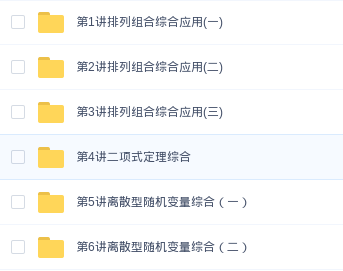 第1讲排列组合综合应用(一)
第2讲排列组合综合应用(二)
第3讲排列组合综合应用(三)
第4讲二项式定理综合
第5讲离散型随机变量综合（一）
第6讲离散型随机变量综合（二）